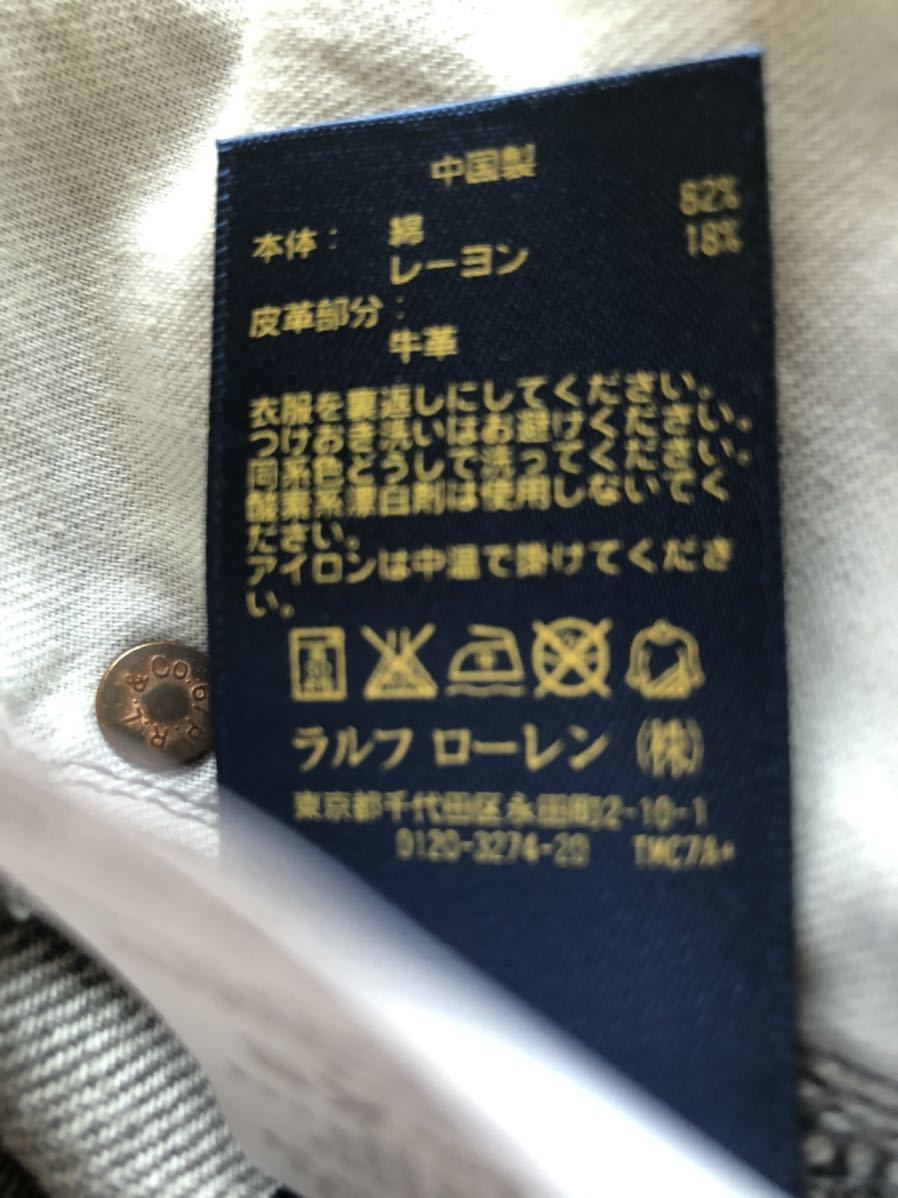 中国製
本体: 綿 82%
レーヨン 18%
皮革部分:
牛革
衣服を裏返しにしてください。
つけおき洗いはお避けください。
同系色どうしで洗ってください。
酸素系漂白剤は使用しないでく
ださい。
アイロンは中温で掛けてくださ
い。
ラルフ ローレン (株)
東京都千代田区永田町2-10-1
0120-3274-20 TMC7A*
R.L. & CO. O/P.